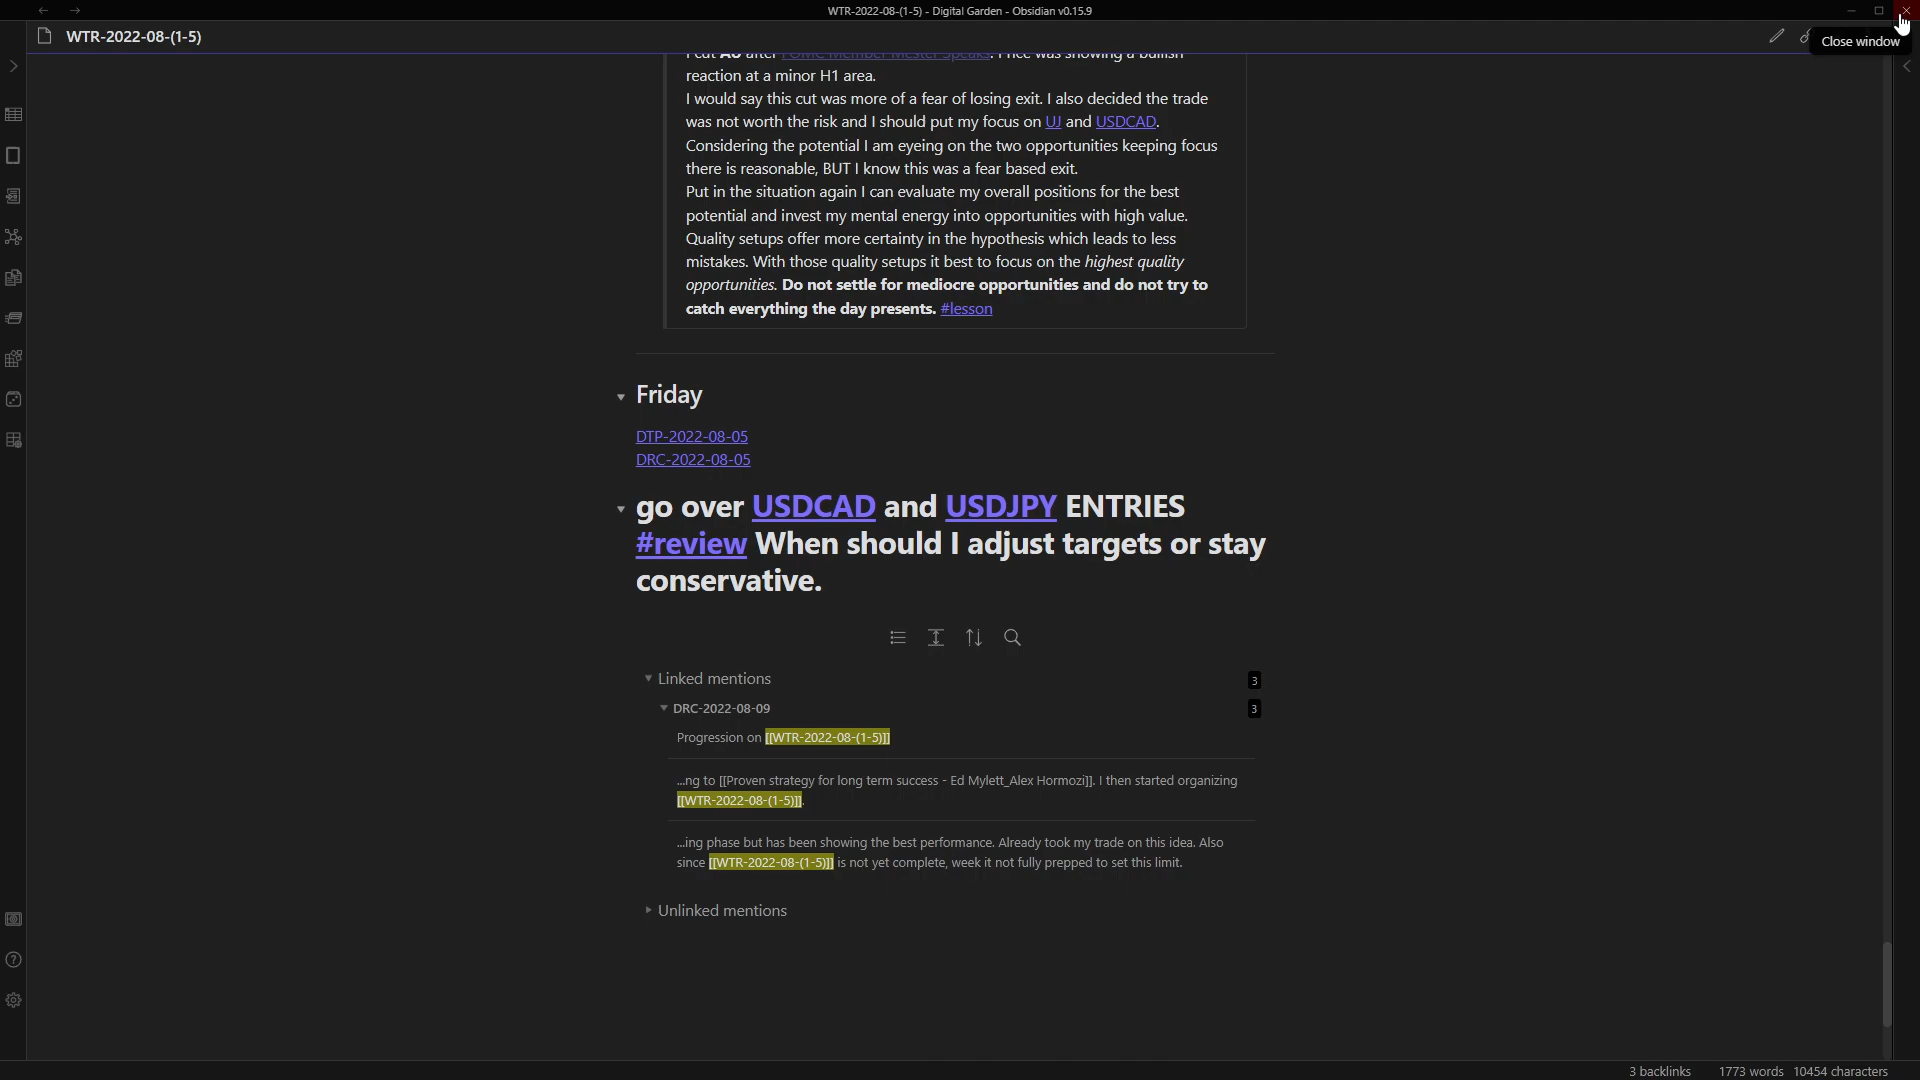 WTR-2022-08-(1-5) - Digital Garden - Obsidian v0.15.9
WTR-2022-08-(1-5)
Close window
I cut AU after FOMC Member Mester Speaks. Price was showing a bullish
reaction at a minor H1 area.
I would say this cut was more of a fear of losing exit. I also decided the trade
was not worth the risk and I should put my focus on UJ and USDCAD.
Considering the potential I am eyeing on the two opportunities keeping focus
there is reasonable, BUT I know this was a fear based exit.
Put in the situation again I can evaluate my overall positions for the best
potential and invest my mental energy into opportunities with high value.
Quality setups offer more certainty in the hypothesis which leads to less
mistakes. With those quality setups it best to focus on the highest quality
opportunities. Do not settle for mediocre opportunities and do not try to
catch everything the day presents. #lesson
Friday
DTP-2022-08-05
DRC-2022-08-05
go over USDCAD and USDJPY ENTRIES
#review When should I adjust targets or stay
conservative.
Linked mentions 3
DRC-2022-08-09 3
Progression on [[WTR-2022-08-(1-5)]]
...ng to [[Proven strategy for long term success - Ed Mylett_Alex Hormozi]]. I then started organizing
[[WTR-2022-08-(1-5)]].
...ing phase but has been showing the best performance. Already took my trade on this idea. Also
since [[WTR-2022-08-(1-5)]] is not yet complete, week it not fully prepped to set this limit.
Unlinked mentions
3 backlinks 1773 words 10454 characters